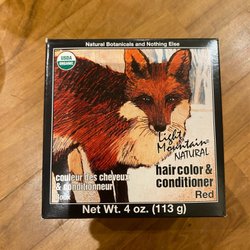 Natural Botanicals and Nothing Else
USDA
ORGANIC
Light
Mountain
NATURAL
couleur des cheveux
& conditionneur
hair color &
conditioner
Red
Net Wt. 4 oz. (113 g)